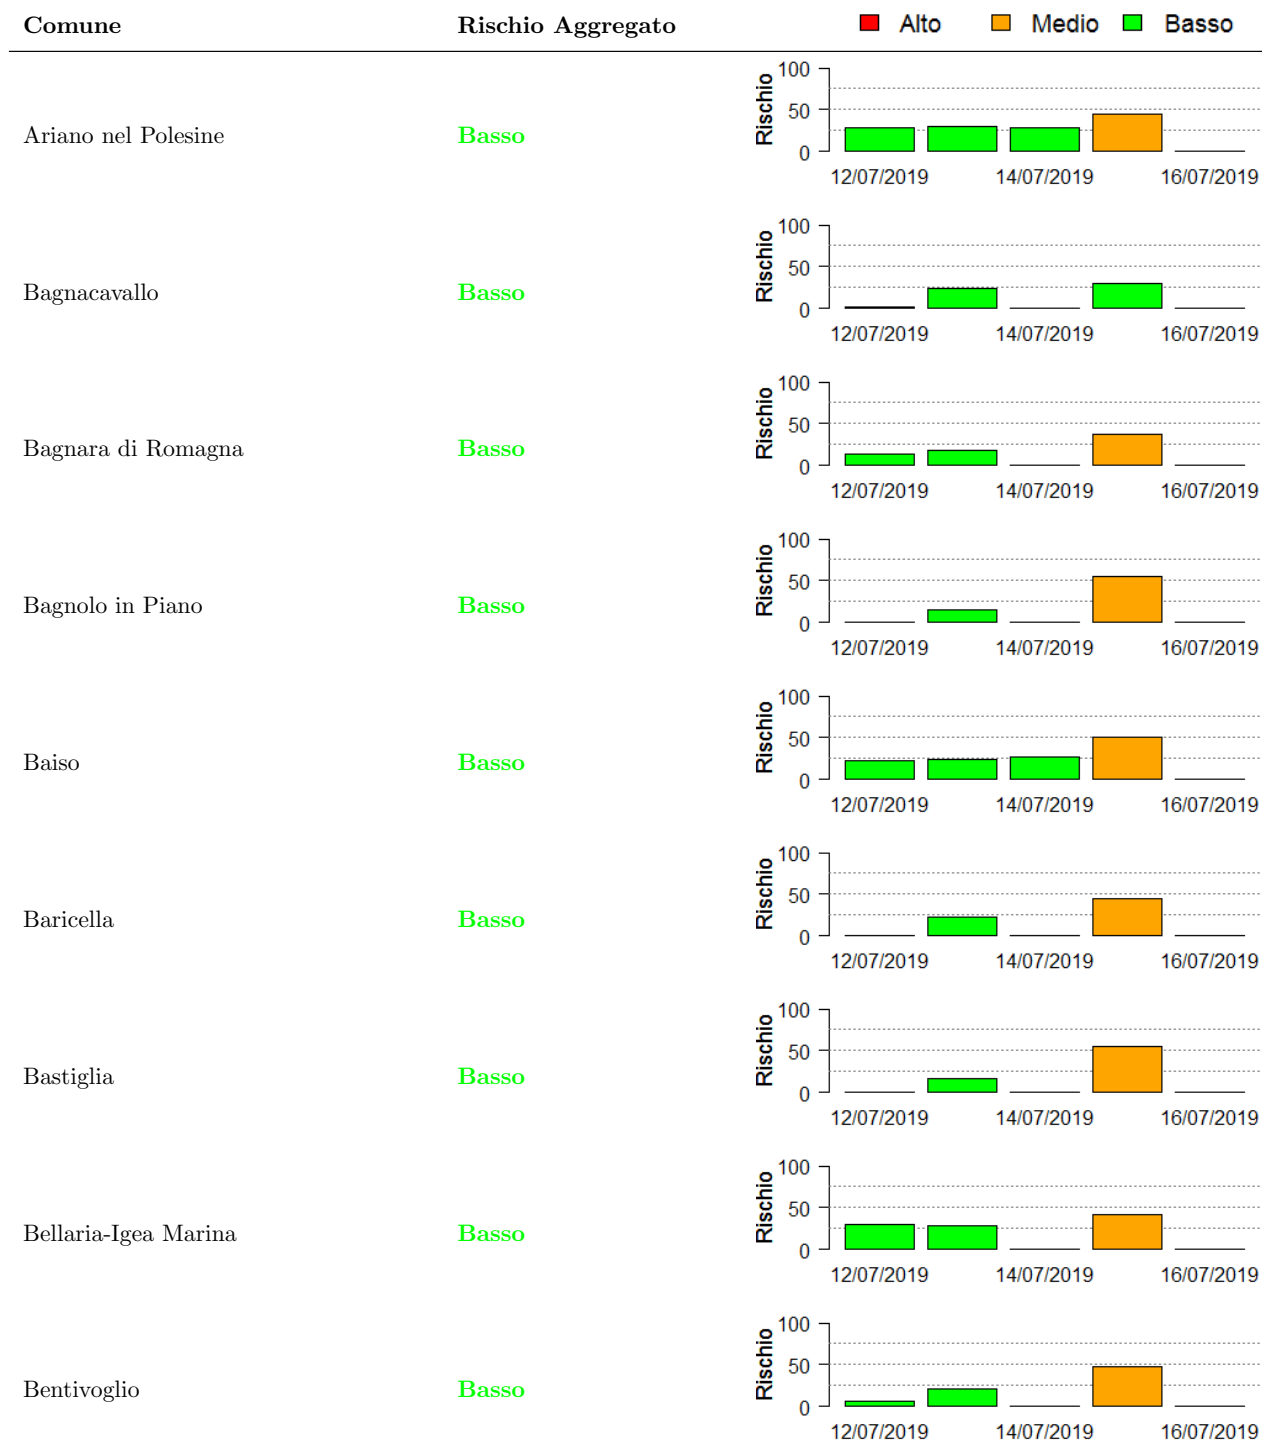 Comune Rischio Aggregato Alto Medio Basso
Ariano nel Polesine Basso Rischio 100 50 0
12/07/2019 14/07/2019 16/07/2019
Bagnacavallo Basso Rischio 100 50 0
12/07/2019 14/07/2019 16/07/2019
Bagnara di Romagna Basso Rischio 100 50 0
12/07/2019 14/07/2019 16/07/2019
Bagnolo in Piano Basso Rischio 100 50 0
12/07/2019 14/07/2019 16/07/2019
Baiso Basso Rischio 100 50 0
12/07/2019 14/07/2019 16/07/2019
Baricella Basso Rischio 100 50 0
12/07/2019 14/07/2019 16/07/2019
Bastiglia Basso Rischio 100 50 0
12/07/2019 14/07/2019 16/07/2019
Bellaria-Igea Marina Basso Rischio 100 50 0
12/07/2019 14/07/2019 16/07/2019
Bentivoglio Basso Rischio 100 50 0
12/07/2019 14/07/2019 16/07/2019